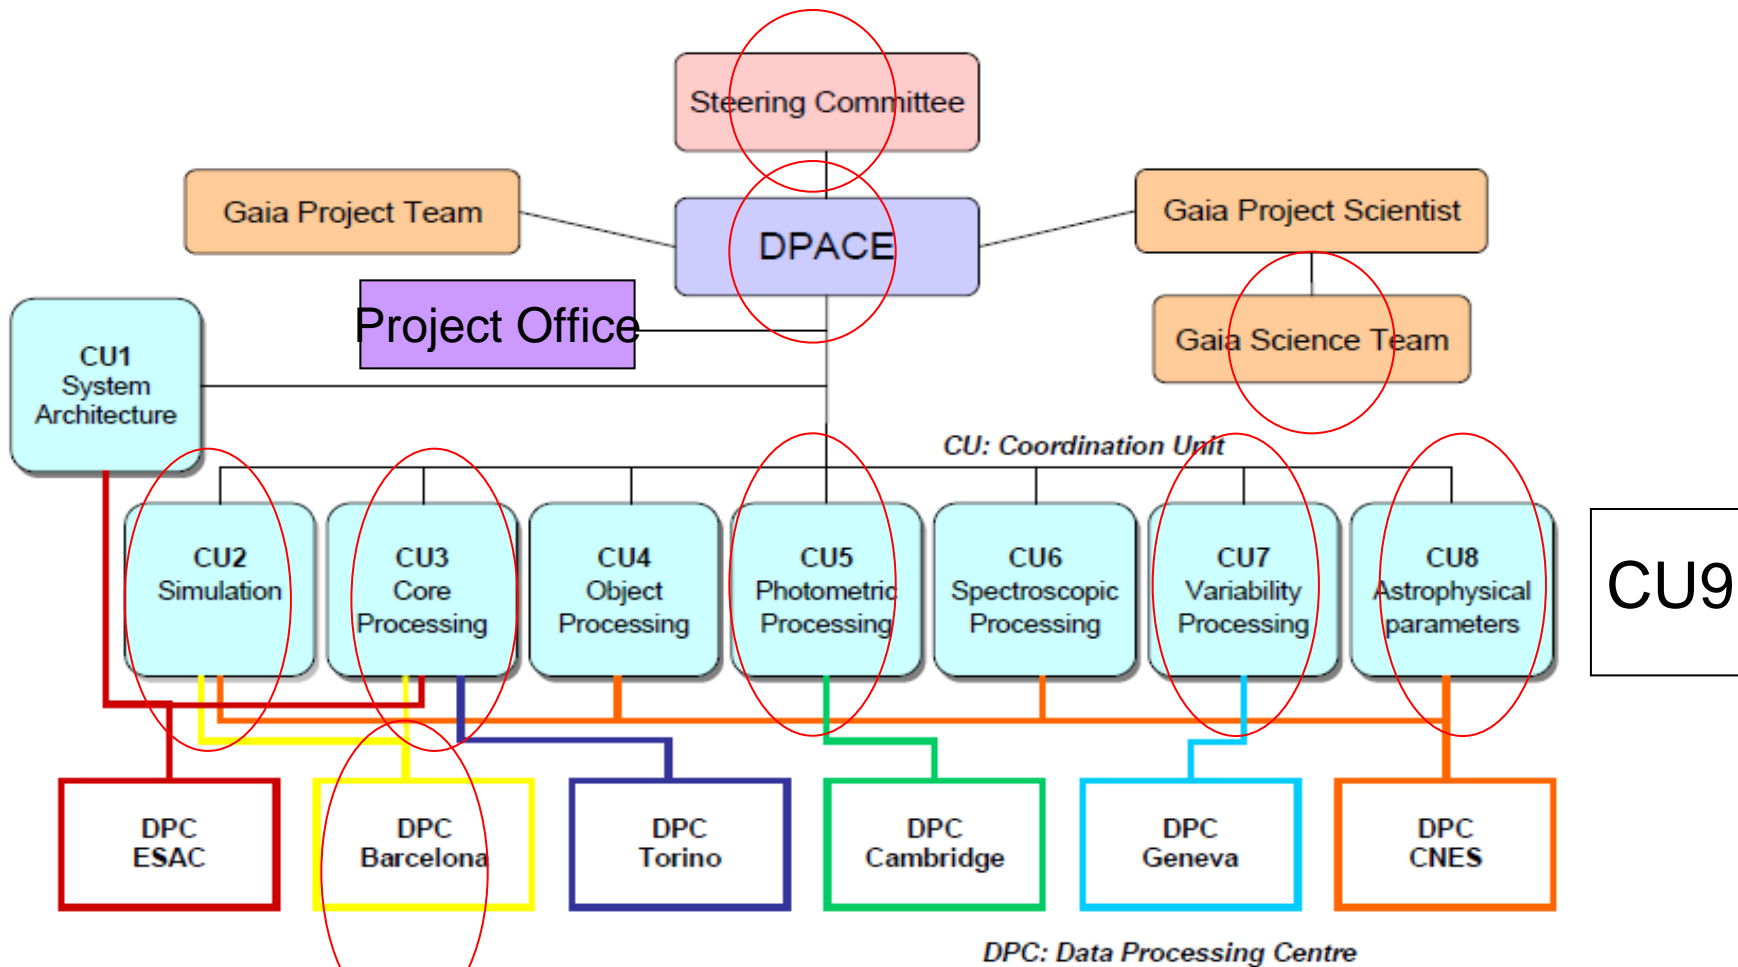 Steering Committee
Gaia Project Team
DPACE
Gaia Project Scientist
Project Office
Gaia Science Team
CU1
System
Architecture
CU: Coordination Unit
CU2
Simulation
CU3
Core
Processing
CU4
Object
Processing
CU5
Photometric
Processing
CU6
Spectroscopic
Processing
CU7
Variability
Processing
CU8
Astrophysical
parameters
CU9
DPC
ESAC
DPC
Barcelona
DPC
Torino
DPC
Cambridge
DPC
Geneva
DPC
CNES
DPC: Data Processing Centre